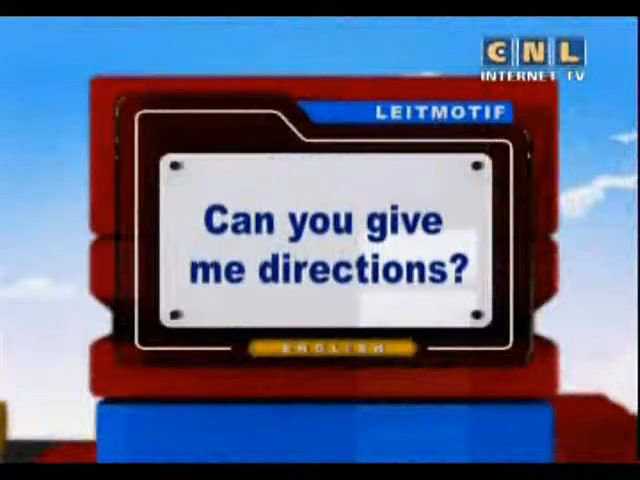 CNL
INTERNET TV
LEITMOTIF
Can you give
me directions?
ENGLISH